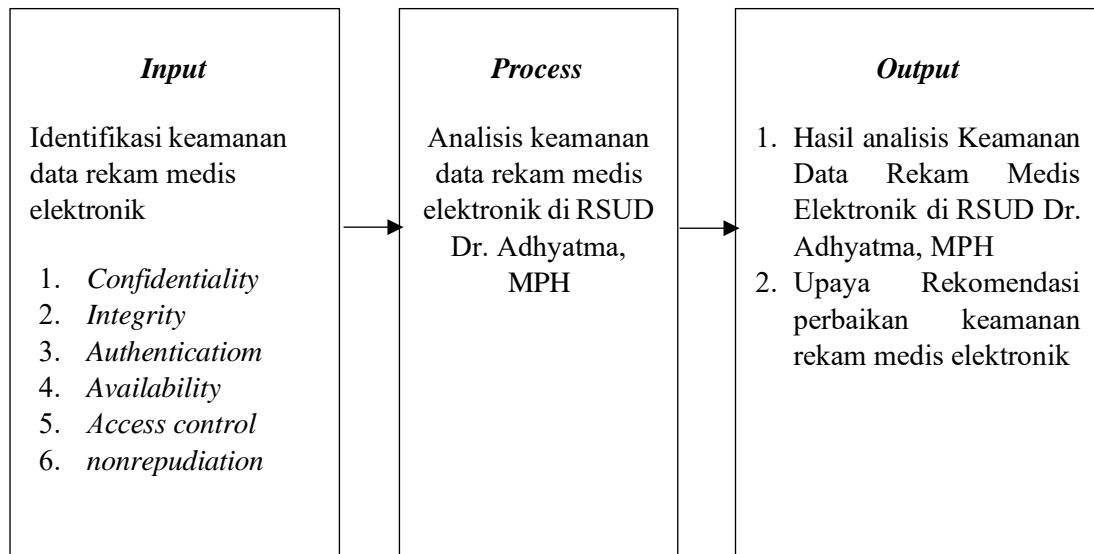 Input
Identifikasi keamanan
data rekam medis
elektronik
1. Confidentiality
2. Integrity
3. Authenticatiom
4. Availability
5. Access control
6. nonrepudiation
Process
Analisis keamanan
data rekam medis
elektronik di RSUD
Dr. Adhyatma,
MPH
Output
1. Hasil analisis Keamanan
Data Rekam Medis
Elektronik di RSUD Dr.
Adhyatma, MPH
2. Upaya Rekomendasi
perbaikan keamanan
rekam medis elektronik